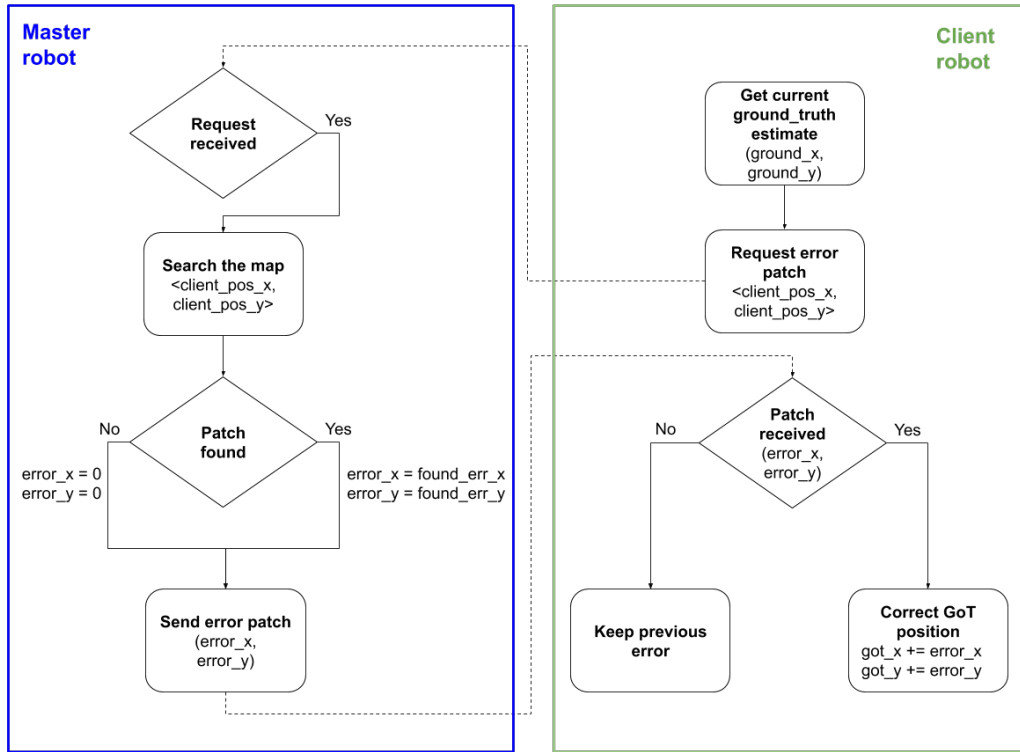 Master
robot
Request
received
Yes
Search the map
<client_pos_x,
client_pos_y>
Patch
found
No
Yes
error_x = 0
error_y = 0
error_x = found_err_x
error_y = found_err_y
Send error patch
(error_x,
error_y)
Client
robot
Get current
ground_truth
estimate
(ground_x,
ground_y)
Request error
patch
<client_pos_x,
client_pos_y>
Patch
received
(error_x,
error_y)
No
Yes
Keep previous
error
Correct GoT
position
got_x += error_x
got_y += error_y